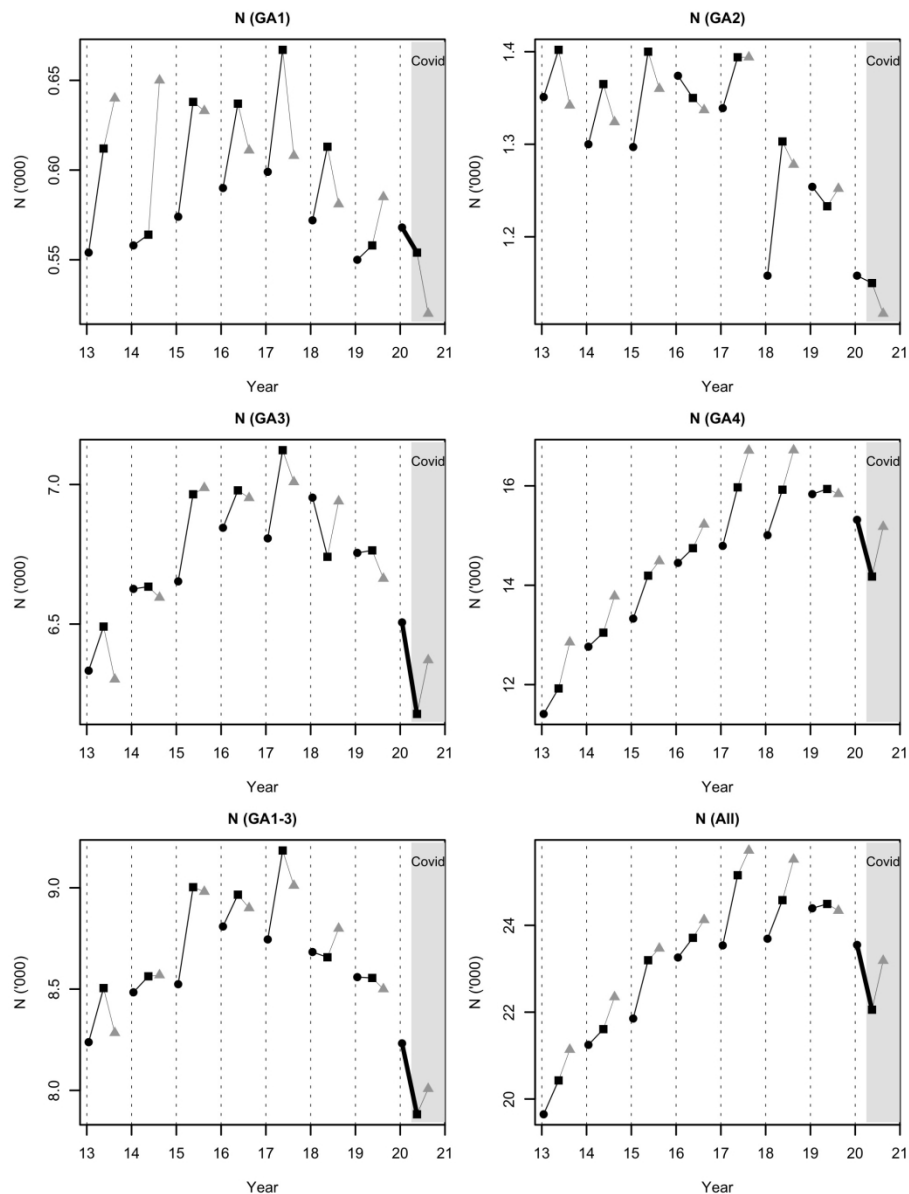 N (GA1)
N ('000)
0.65
0.60
0.55
Covid
13 14 15 16 17 18 19 20 21
Year
N (GA2)
N ('000)
1.4
1.3
1.2
Covid
13 14 15 16 17 18 19 20 21
Year
N (GA3)
N ('000)
7.0
6.5
Covid
13 14 15 16 17 18 19 20 21
Year
N (GA4)
N ('000)
16
14
12
Covid
13 14 15 16 17 18 19 20 21
Year
N (GA1-3)
N ('000)
9.0
8.5
8.0
Covid
13 14 15 16 17 18 19 20 21
Year
N (All)
N ('000)
24
22
20
Covid
13 14 15 16 17 18 19 20 21
Year